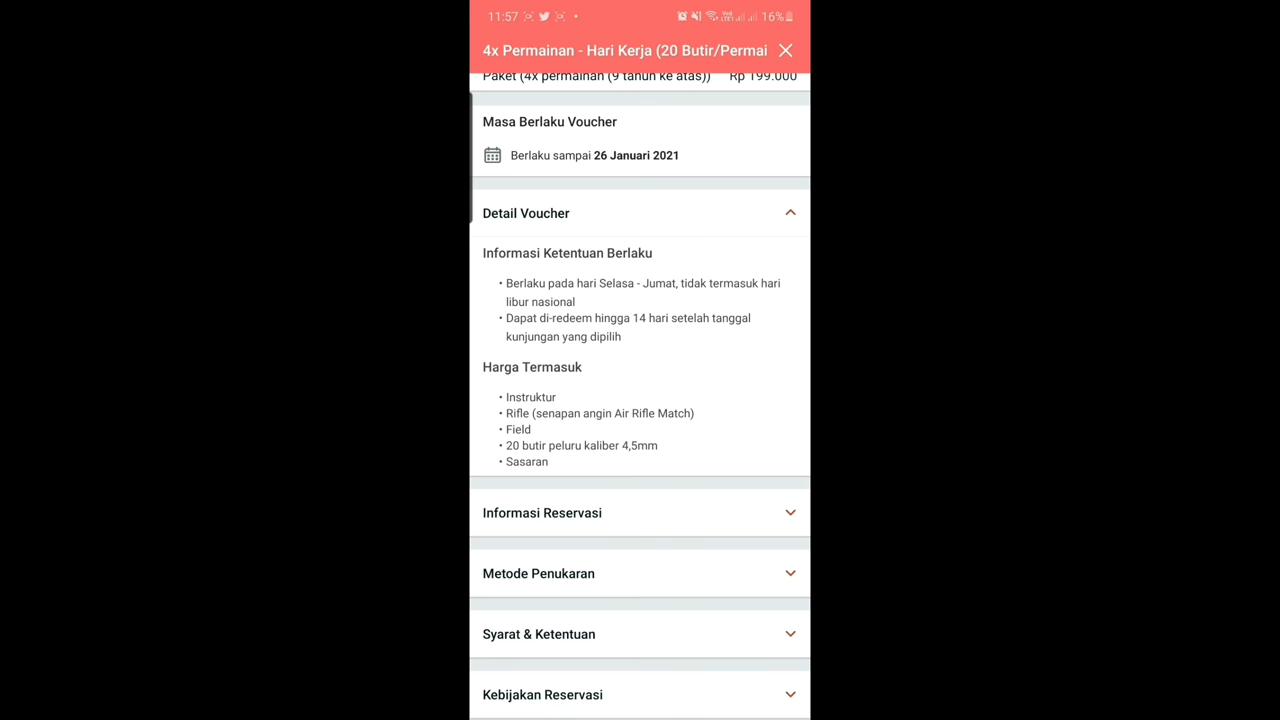 11:57
16%
4x Permainan - Hari Kerja (20 Butir/Permai
Paket (4x permainan (9 tahun ke atas)) Rp 199.000
Masa Berlaku Voucher
Berlaku sampai 26 Januari 2021
Detail Voucher
Informasi Ketentuan Berlaku
• Berlaku pada hari Selasa - Jumat, tidak termasuk hari
libur nasional
• Dapat di-redeem hingga 14 hari setelah tanggal
kunjungan yang dipilih
Harga Termasuk
• Instruktur
• Rifle (senapan angin Air Rifle Match)
• Field
• 20 butir peluru kaliber 4,5mm
• Sasaran
Informasi Reservasi
Metode Penukaran
Syarat & Ketentuan
Kebijakan Reservasi